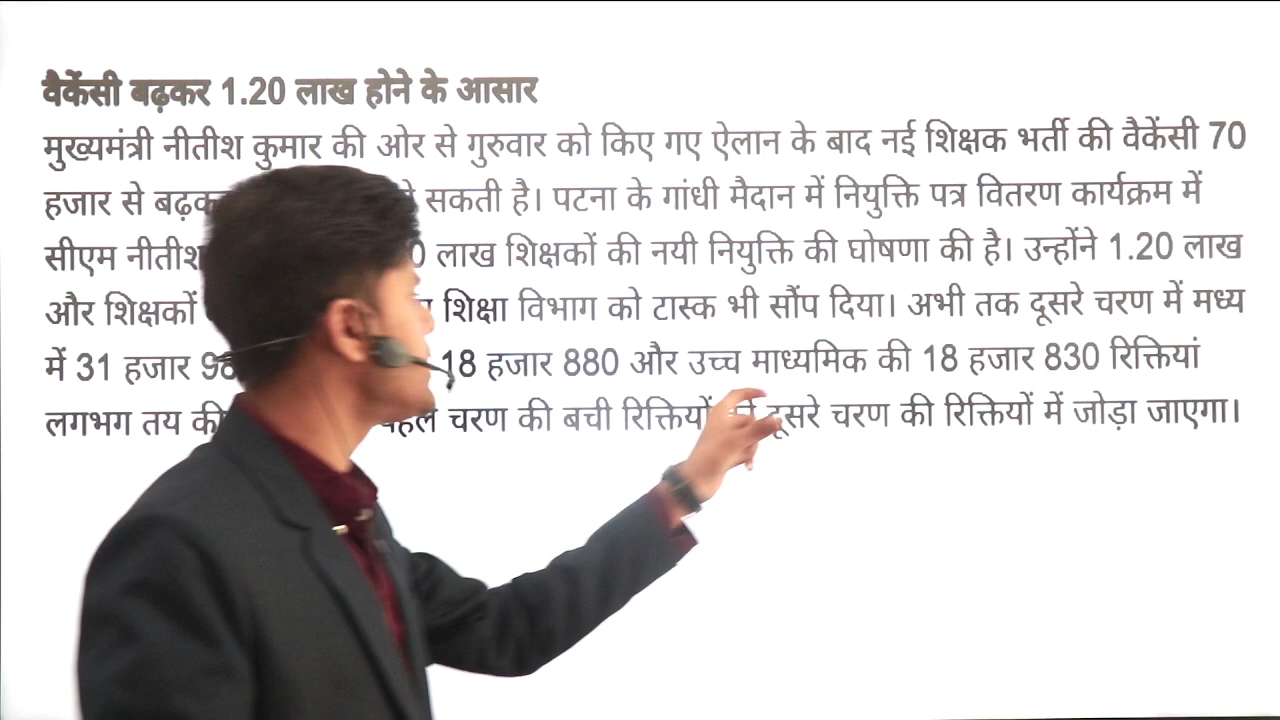 वैकेंसी बढ़कर 1.20 लाख होने के आसार
मुख्यमंत्री नीतीश कुमार की ओर से गुरुवार को किए गए ऐलान के बाद नई शिक्षक भर्ती की वैकेंसी 70
हजार से सकती है। पटना के गांधी मैदान में नियुक्ति पत्र वितरण कार्यक्रम में
सीएम नीतीश लाख शिक्षकों की नयी नियुक्ति की घोषणा की है। उन्होंने 1.20 लाख
और शिक्षकों शिक्षा विभाग को टास्क भी सौंप दिया। अभी तक दूसरे चरण में मध्य
में 31 हजार 18 हजार 880 और उच्च माध्यमिक की 18 हजार 830 रिक्तियां
लगभग तय की चरण की बची रिक्तियों दूसरे चरण की रिक्तियों में जोड़ा जाएगा।